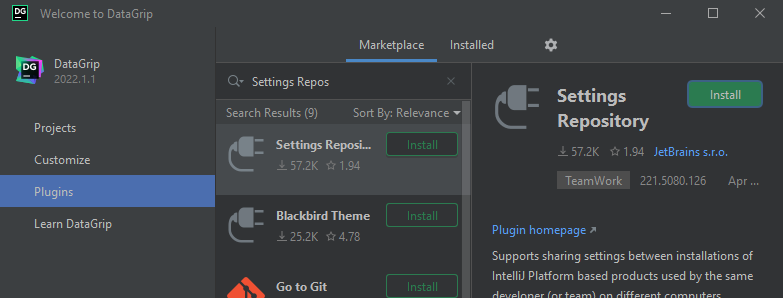 DG Welcome to DataGrip
Marketplace Installed
DG DataGrip
2022.1.1
Projects
Customize
Plugins
Learn DataGrip
Settings Repos
Search Results (9) Sort By: Relevance
Settings Reposi... Install
57.2K 1.94
Blackbird Theme Install
25.2K 4.78
Go to Git Install
Settings
Repository
Install
57.2K 1.94 JetBrains s.r.o.
TeamWork 221.5080.126 Apr ...
Plugin homepage
Supports sharing settings between installations of
IntelliJ Platform based products used by the same
developer (or team) on different computers.